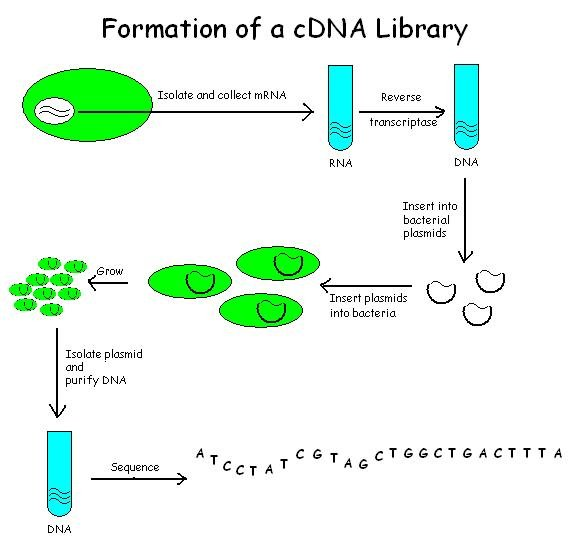 Formation of a cDNA Library
Isolate and collect mRNA
Reverse
transcriptase
RNA
DNA
Insert into
bacterial
plasmids
Grow
Insert plasmids
into bacteria
Isolate plasmid
and
purify DNA
Sequence
A T C C T A T C G T A G C T G G C T G A C T T T A
DNA